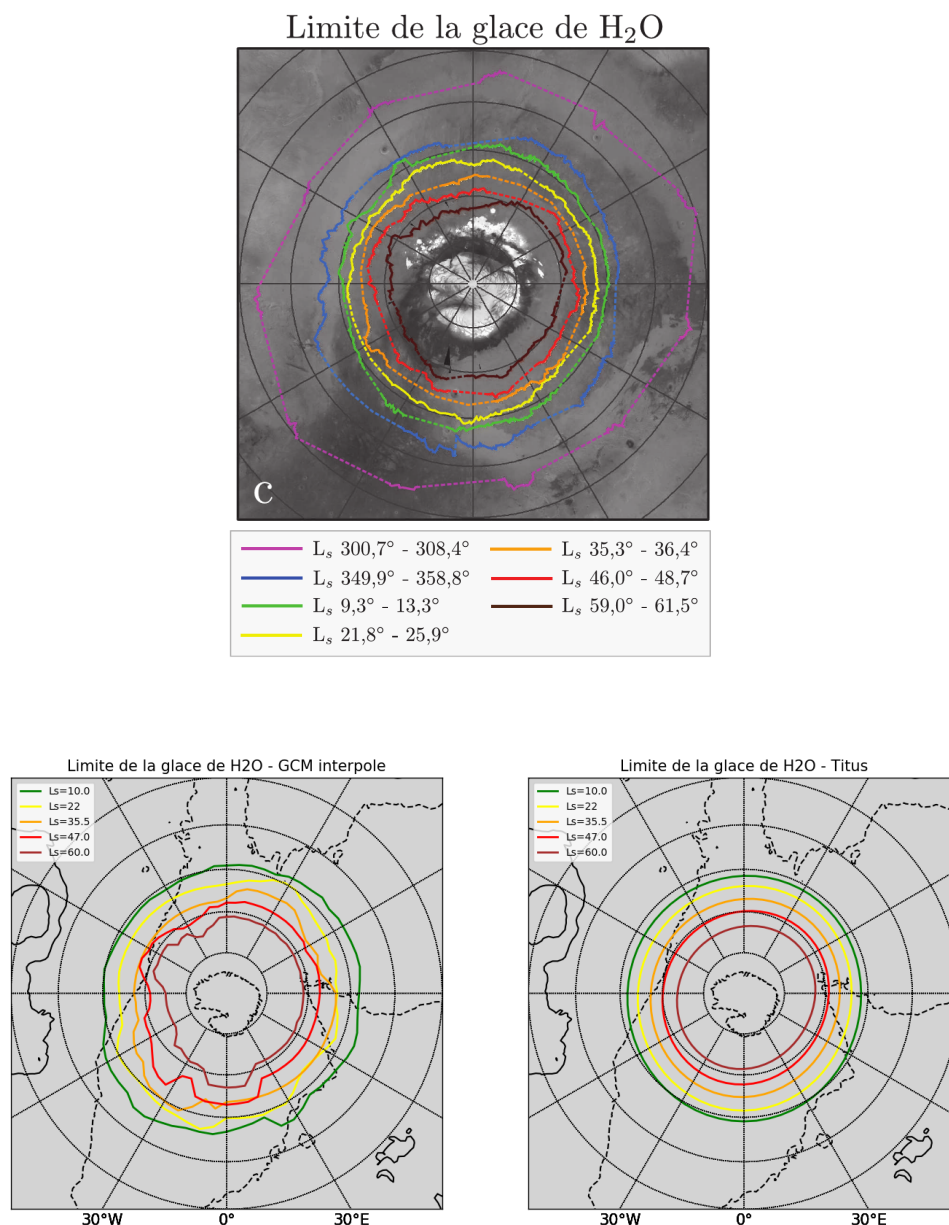 Limite de la glace de H₂O
c
Lₛ 300,7° - 308,4°
Lₛ 349,9° - 358,8°
Lₛ 9,3° - 13,3°
Lₛ 21,8° - 25,9°
Lₛ 35,3° - 36,4°
Lₛ 46,0° - 48,7°
Lₛ 59,0° - 61,5°
Limite de la glace de H2O - GCM interpole
Ls=10.0
Ls=22
Ls=35.5
Ls=47.0
Ls=60.0
30°W 0° 30°E
Limite de la glace de H2O - Titus
Ls=10.0
Ls=22
Ls=35.5
Ls=47.0
Ls=60.0
30°W 0° 30°E